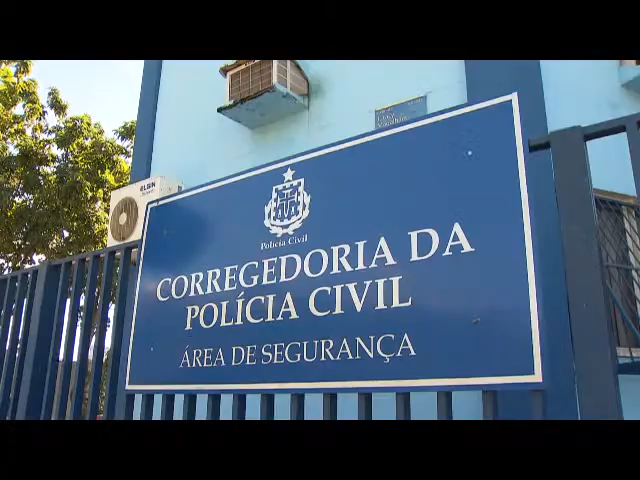 ELGIN
Polícia Civil
CORREGEDORIA DA
POLÍCIA CIVIL
ÁREA DE SEGURANÇA